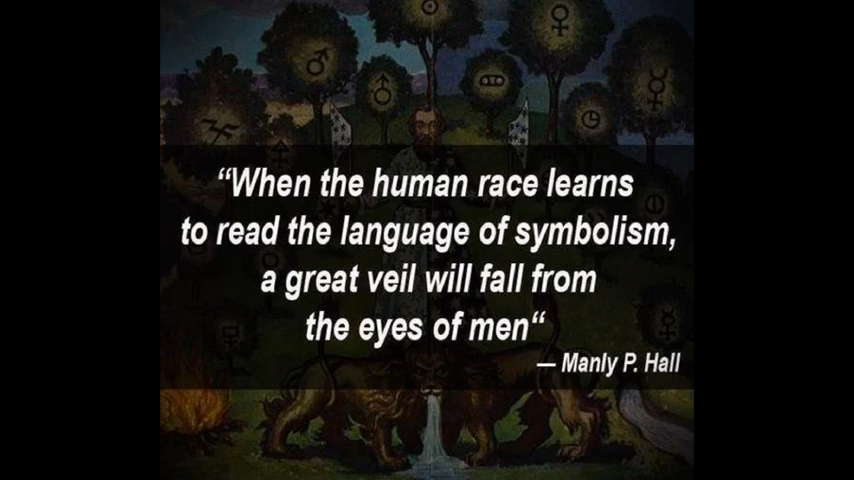 “When the human race learns
to read the language of symbolism,
a great veil will fall from
the eyes of men“
— Manly P. Hall